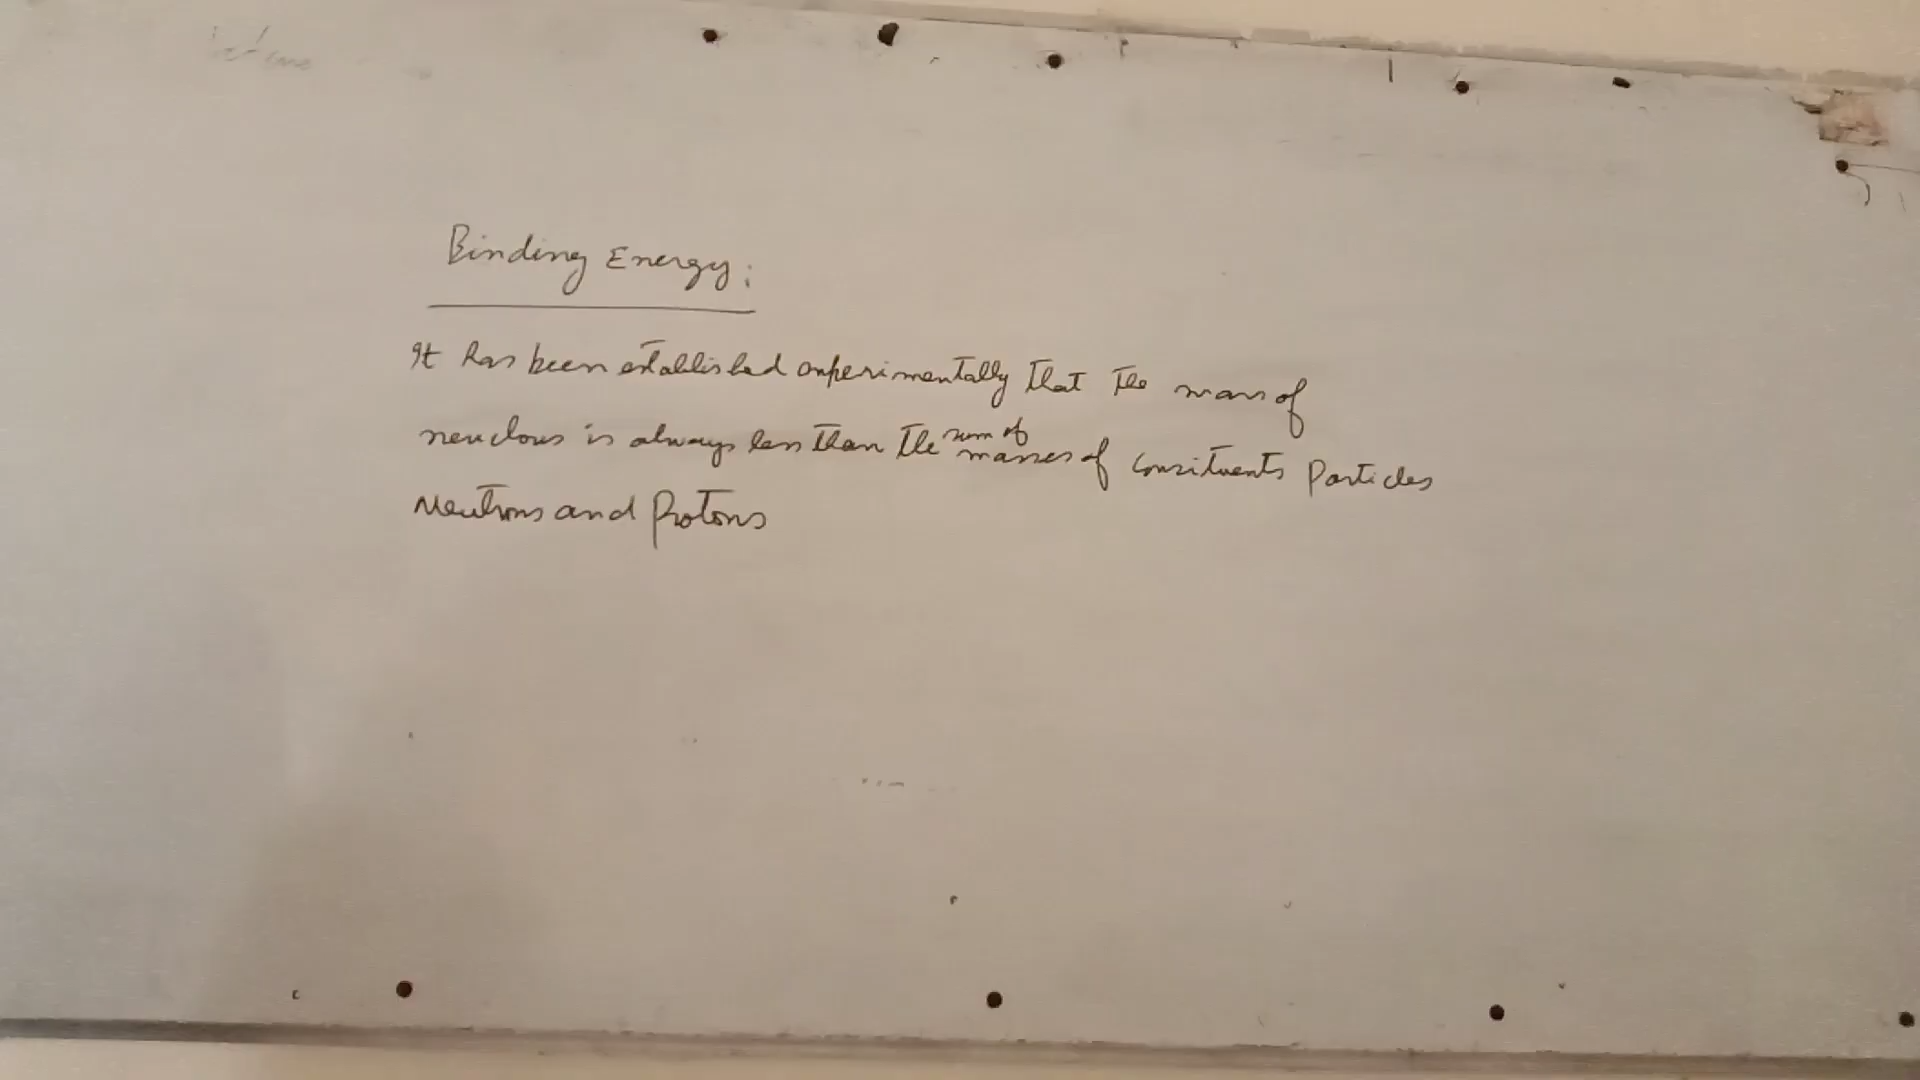 Binding Energy:
It has been established experimentally that the mass of
neuclous is always less than the sum of masses of consituents Particles
Neutrons and Protons